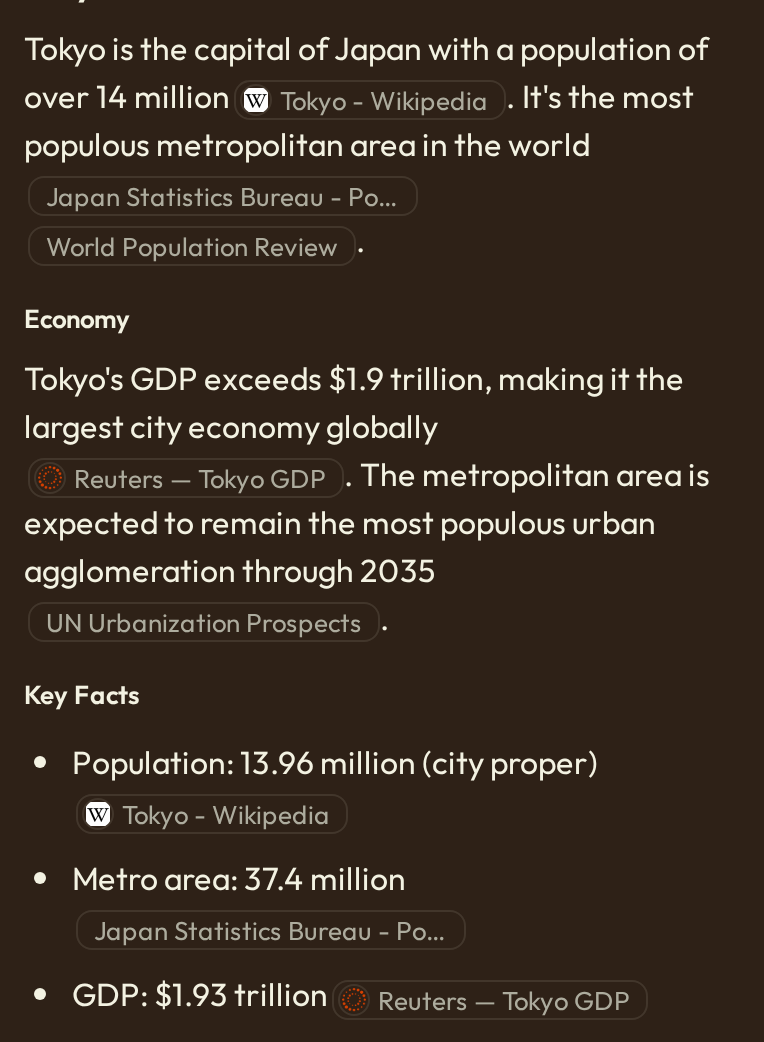 Tokyo is the capital of Japan with a population of
over 14 million W Tokyo - Wikipedia . It's the most
populous metropolitan area in the world
Japan Statistics Bureau - Po...
World Population Review .
Economy
Tokyo's GDP exceeds $1.9 trillion, making it the
largest city economy globally
Reuters — Tokyo GDP . The metropolitan area is
expected to remain the most populous urban
agglomeration through 2035
UN Urbanization Prospects .
Key Facts
• Population: 13.96 million (city proper)
W Tokyo - Wikipedia
• Metro area: 37.4 million
Japan Statistics Bureau - Po...
• GDP: $1.93 trillion Reuters — Tokyo GDP